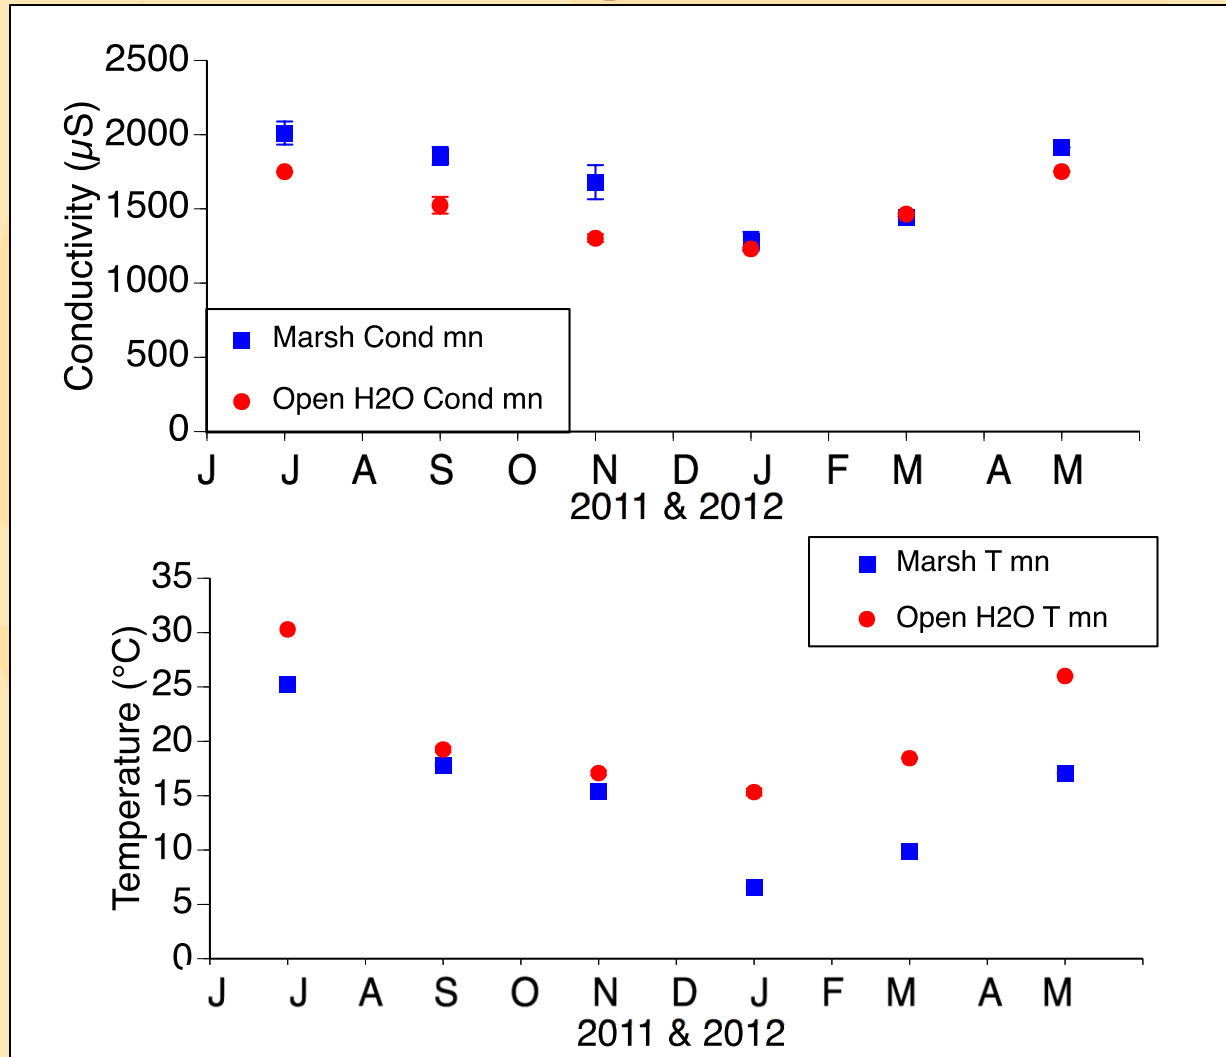 2500
2000
1500
1000
500
0
Conductivity (µS)
Marsh Cond mn
Open H2O Cond mn
J J A S O N D J F M A M
2011 & 2012
Marsh T mn
Open H2O T mn
35
30
25
20
15
10
5
0
Temperature (°C)
J J A S O N D J F M A M
2011 & 2012